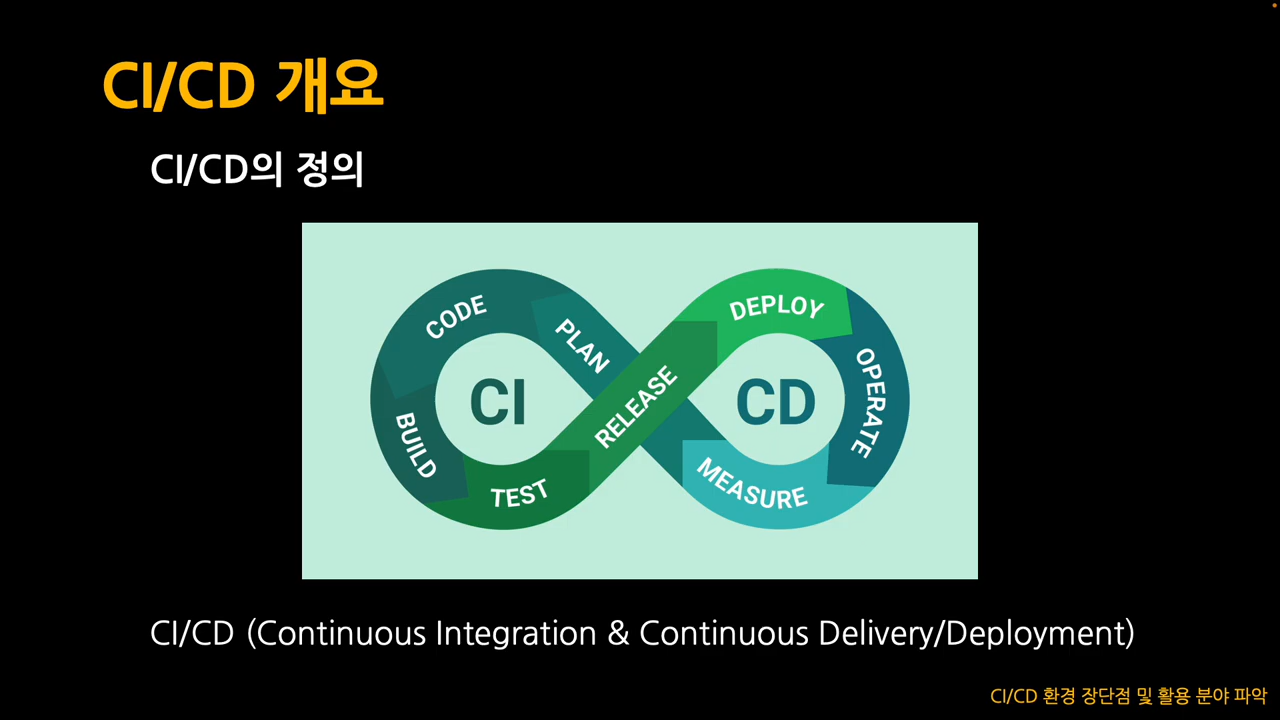 CI/CD 개요
CI/CD의 정의
CODE
PLAN
BUILD
CI
TEST
RELEASE
DEPLOY
OPERATE
CD
MEASURE
CI/CD (Continuous Integration & Continuous Delivery/Deployment)
CI/CD 환경 장단점 및 활용 분야 파악